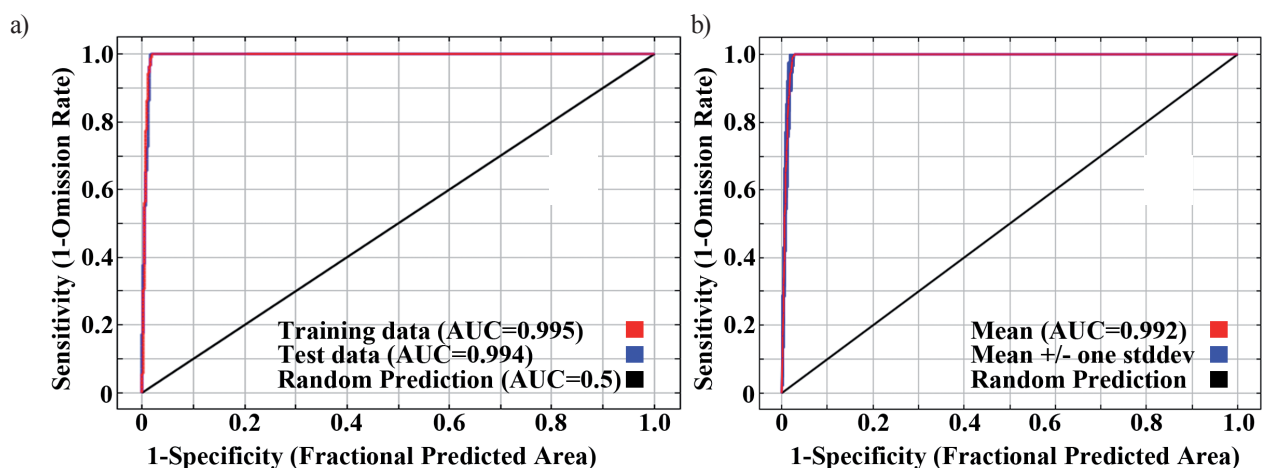 a)
Sensitivity (1-Omission Rate)
1.0
0.8
0.6
0.4
0.2
0
Training data (AUC=0.995)
Test data (AUC=0.994)
Random Prediction (AUC=0.5)
0 0.2 0.4 0.6 0.8 1.0
1-Specificity (Fractional Predicted Area)
b)
Sensitivity (1-Omission Rate)
1.0
0.8
0.6
0.4
0.2
0
Mean (AUC=0.992)
Mean +/- one stddev
Random Prediction
0 0.2 0.4 0.6 0.8 1.0
1-Specificity (Fractional Predicted Area)